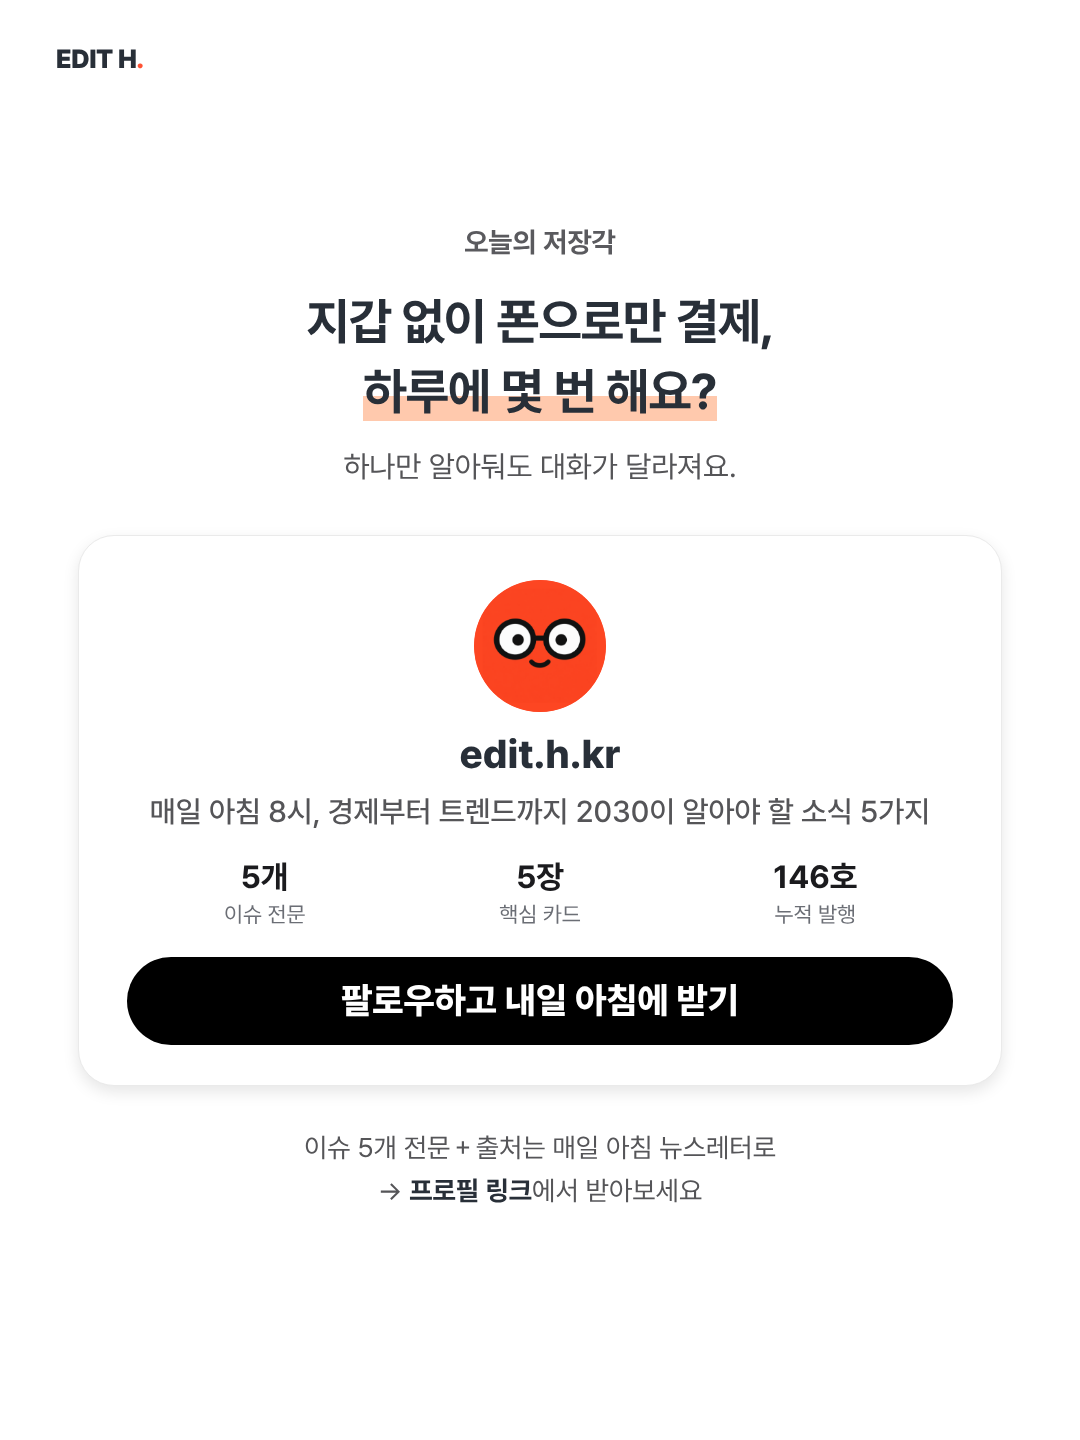 EDIT H.
오늘의 저장각
지갑 없이 폰으로만 결제,
하루에 몇 번 해요?
하나만 알아둬도 대화가 달라져요.
edit.h.kr
매일 아침 8시, 경제부터 트렌드까지 2030이 알아야 할 소식 5가지
5개 5장 146호
이슈 전문 핵심 카드 누적 발행
팔로우하고 내일 아침에 받기
이슈 5개 전문 + 출처는 매일 아침 뉴스레터로
→ 프로필 링크에서 받아보세요